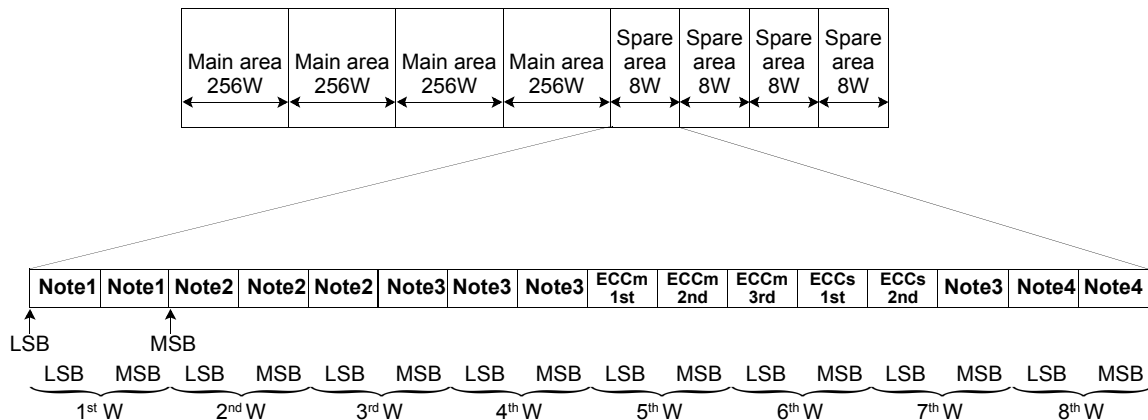 Main area 256W Main area 256W Main area 256W Main area 256W Spare area 8W Spare area 8W Spare area 8W Spare area 8W
Note1 Note1 Note2 Note2 Note2 Note3 Note3 Note3 ECCm 1st ECCm 2nd ECCm 3rd ECCs 1st ECCs 2nd Note3 Note4 Note4
LSB MSB
LSB MSB LSB MSB LSB MSB LSB MSB LSB MSB LSB MSB LSB MSB LSB MSB
1st W 2nd W 3rd W 4th W 5th W 6th W 7th W 8th W